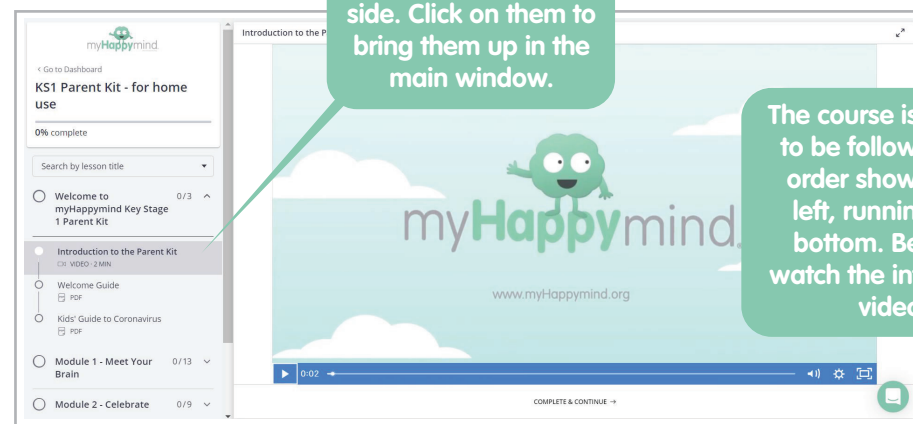 side. Click on them to
bring them up in the
main window.
myHappymind
< Go to Dashboard
KS1 Parent Kit - for home
use
0% complete
Search by lesson title
Welcome to
myHappymind Key Stage
1 Parent Kit
0/3
Introduction to the Parent Kit
VIDEO · 2 MIN
Welcome Guide
PDF
Kids' Guide to Coronavirus
PDF
Module 1 - Meet Your
Brain
0/13
Module 2 - Celebrate
0/9
Introduction to the P
myHappymind
www.myHappymind.org
0:02
COMPLETE & CONTINUE →
The course is
to be follow
order show
left, runnin
bottom. Be
watch the in
video